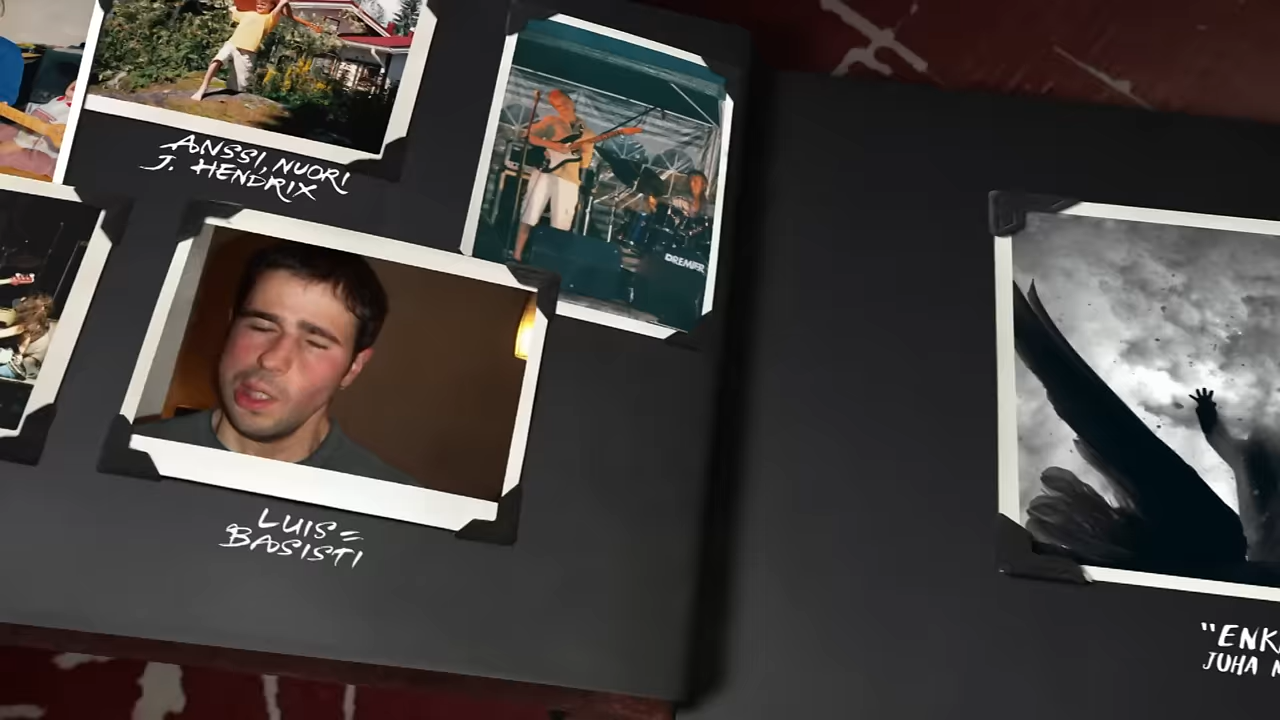 ANSSI, NUORI
J. HENDRIX
PREMIER
LUIS =
BASISTI
"ENK
JUHA